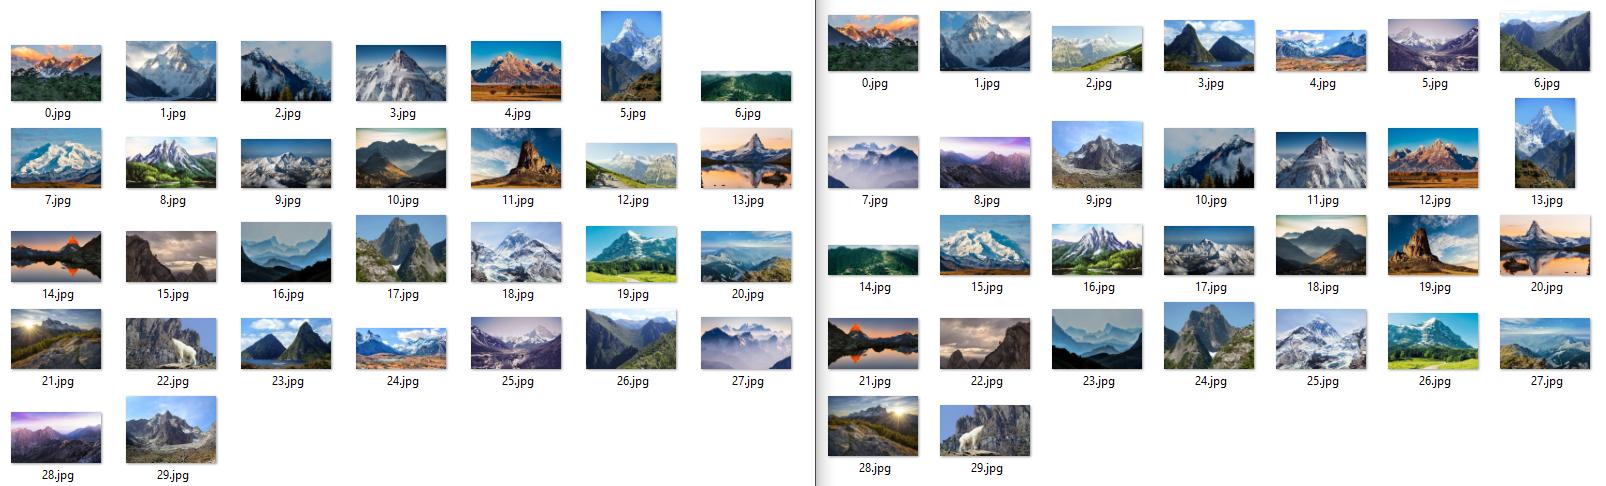 0.jpg 1.jpg 2.jpg 3.jpg 4.jpg 5.jpg 6.jpg
7.jpg 8.jpg 9.jpg 10.jpg 11.jpg 12.jpg 13.jpg
14.jpg 15.jpg 16.jpg 17.jpg 18.jpg 19.jpg 20.jpg
21.jpg 22.jpg 23.jpg 24.jpg 25.jpg 26.jpg 27.jpg
28.jpg 29.jpg
0.jpg 1.jpg 2.jpg 3.jpg 4.jpg 5.jpg 6.jpg
7.jpg 8.jpg 9.jpg 10.jpg 11.jpg 12.jpg 13.jpg
14.jpg 15.jpg 16.jpg 17.jpg 18.jpg 19.jpg 20.jpg
21.jpg 22.jpg 23.jpg 24.jpg 25.jpg 26.jpg 27.jpg
28.jpg 29.jpg